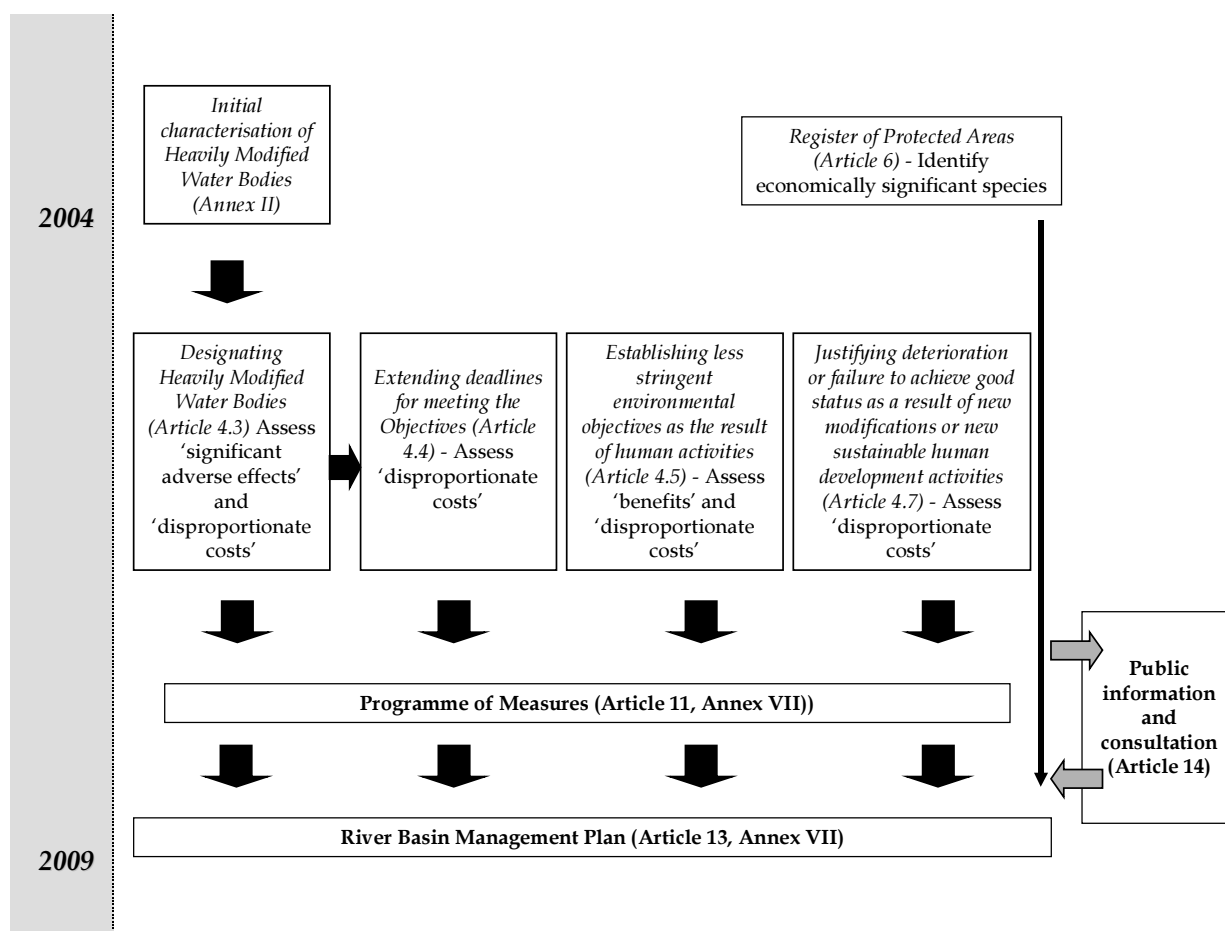 Initial
characterisation of
Heavily Modified
Water Bodies
(Annex II)
Register of Protected Areas
(Article 6) - Identify
economically significant species
2004
Designating
Heavily Modified
Water Bodies
(Article 4.3) Assess
‘significant
adverse effects’
and
‘disproportionate
costs’
Extending deadlines
for meeting the
Objectives (Article
4.4) - Assess
‘disproportionate
costs’
Establishing less
stringent
environmental
objectives as the result
of human activities
(Article 4.5) - Assess
‘benefits’ and
‘disproportionate
costs’
Justifying deterioration
or failure to achieve good
status as a result of new
modifications or new
sustainable human
development activities
(Article 4.7) - Assess
‘disproportionate costs’
Public
information
and
consultation
(Article 14)
Programme of Measures (Article 11, Annex VII))
River Basin Management Plan (Article 13, Annex VII)
2009